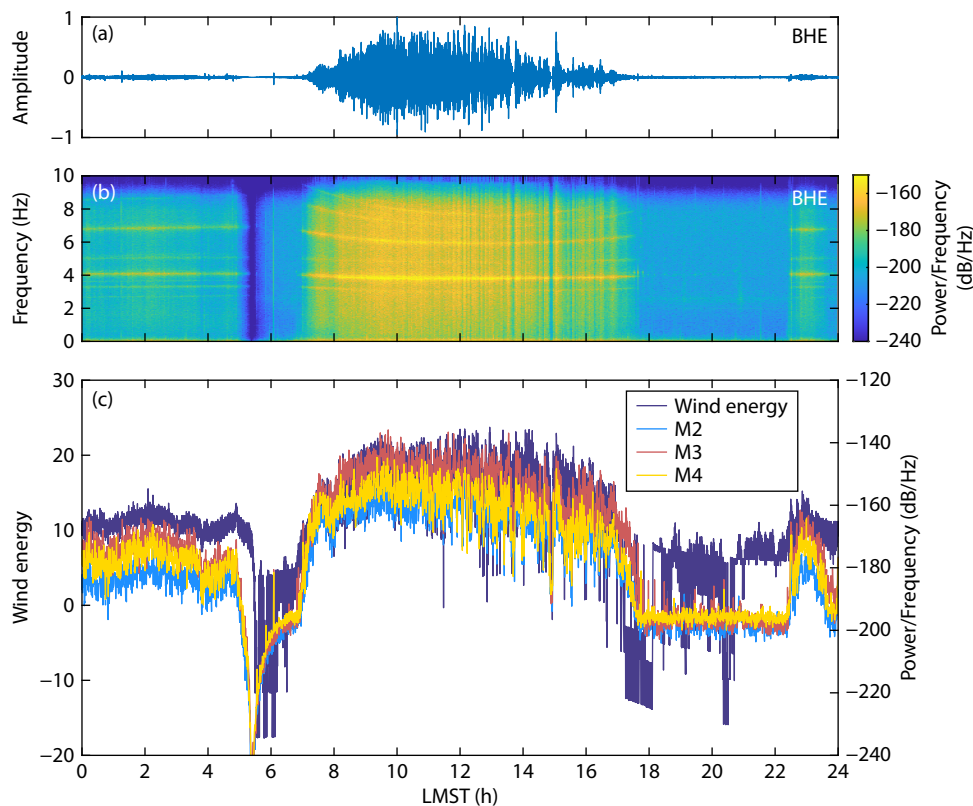 (a)
BHE
1
0
−1
Amplitude
(b)
BHE
10
8
6
4
2
0
Frequency (Hz)
−160
−180
−200
−220
−240
Power/Frequency
(dB/Hz)
(c)
30
20
10
0
−10
−20
Wind energy
Wind energy
M2
M3
M4
−120
−140
−160
−180
−200
−220
−240
Power/Frequency (dB/Hz)
0 2 4 6 8 10 12 14 16 18 20 22 24
LMST (h)